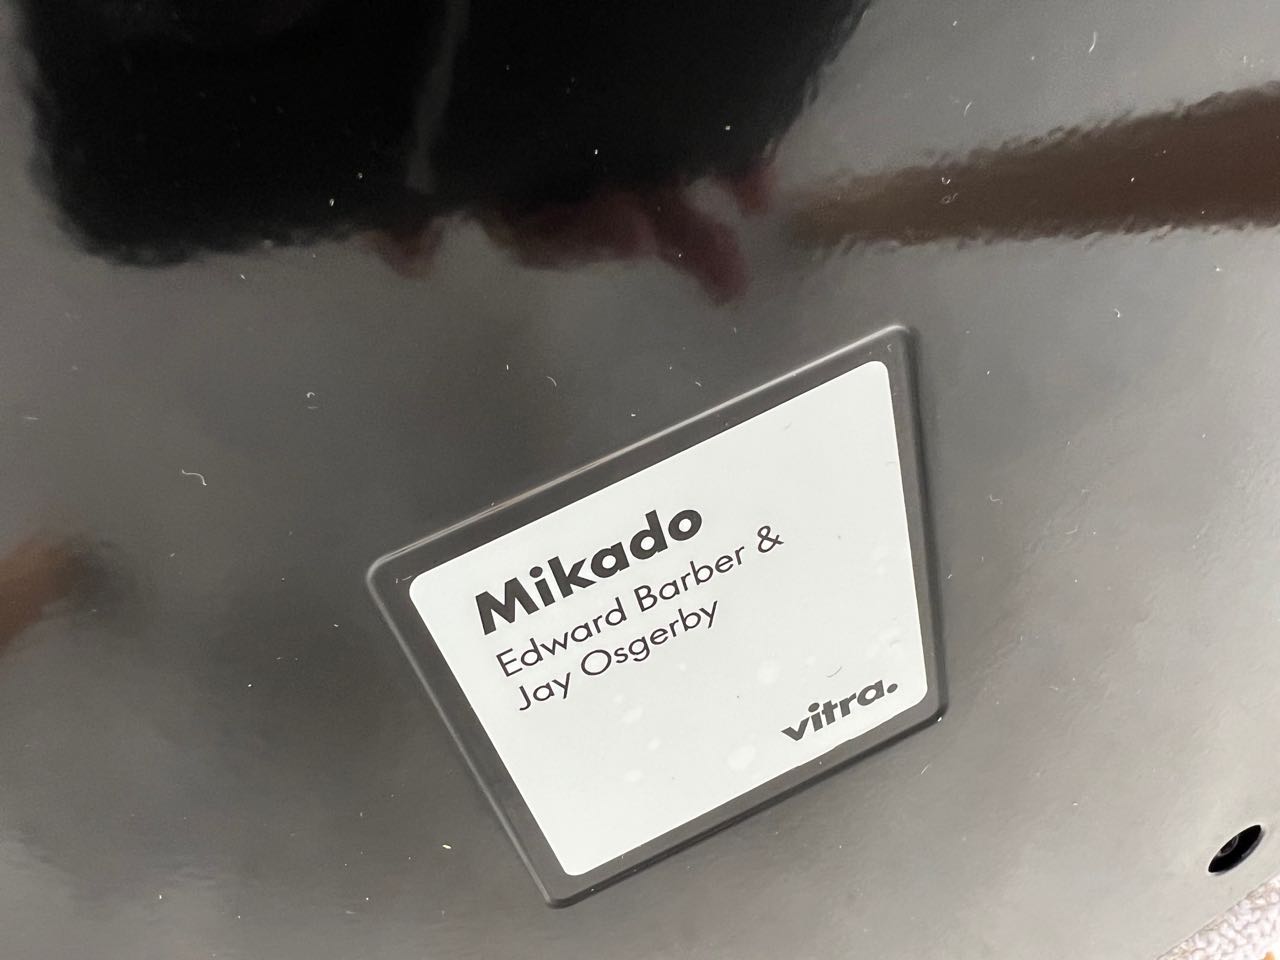 Mikado
Edward Barber &
Jay Osgerby
vitra.